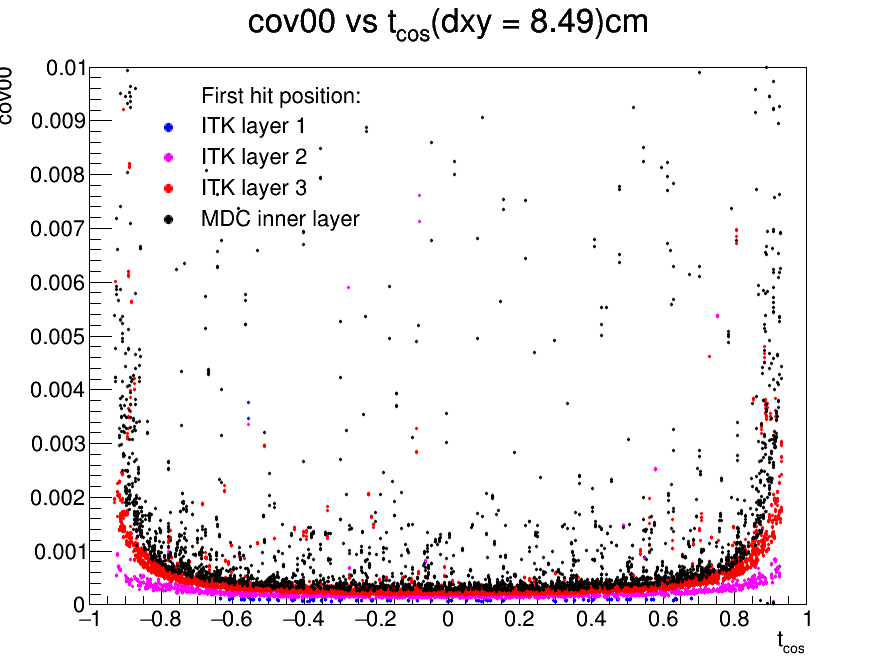 cov00 vs t_cos(dxy = 8.49)cm
cov00
0.01
0.009
0.008
0.007
0.006
0.005
0.004
0.003
0.002
0.001
0
First hit position:
ITK layer 1
ITK layer 2
ITK layer 3
MDC inner layer
−1 −0.8 −0.6 −0.4 −0.2 0 0.2 0.4 0.6 0.8 1
t_cos